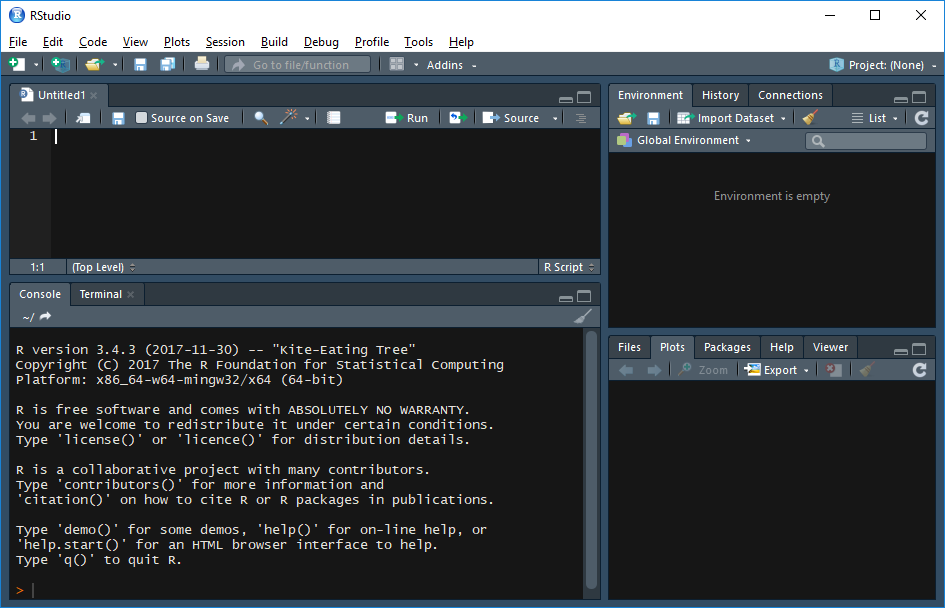 RStudio
File Edit Code View Plots Session Build Debug Profile Tools Help
Go to file/function Addins Project: (None)
Untitled1
Source on Save Run Source
1
1:1 (Top Level) R Script
Console Terminal
~/
R version 3.4.3 (2017-11-30) -- "Kite-Eating Tree"
Copyright (C) 2017 The R Foundation for Statistical Computing
Platform: x86_64-w64-mingw32/x64 (64-bit)
R is free software and comes with ABSOLUTELY NO WARRANTY.
You are welcome to redistribute it under certain conditions.
Type 'license()' or 'licence()' for distribution details.
R is a collaborative project with many contributors.
Type 'contributors()' for more information and
'citation()' on how to cite R or R packages in publications.
Type 'demo()' for some demos, 'help()' for on-line help, or
'help.start()' for an HTML browser interface to help.
Type 'q()' to quit R.
>
Environment History Connections
Import Dataset List
Global Environment
Environment is empty
Files Plots Packages Help Viewer
Zoom Export